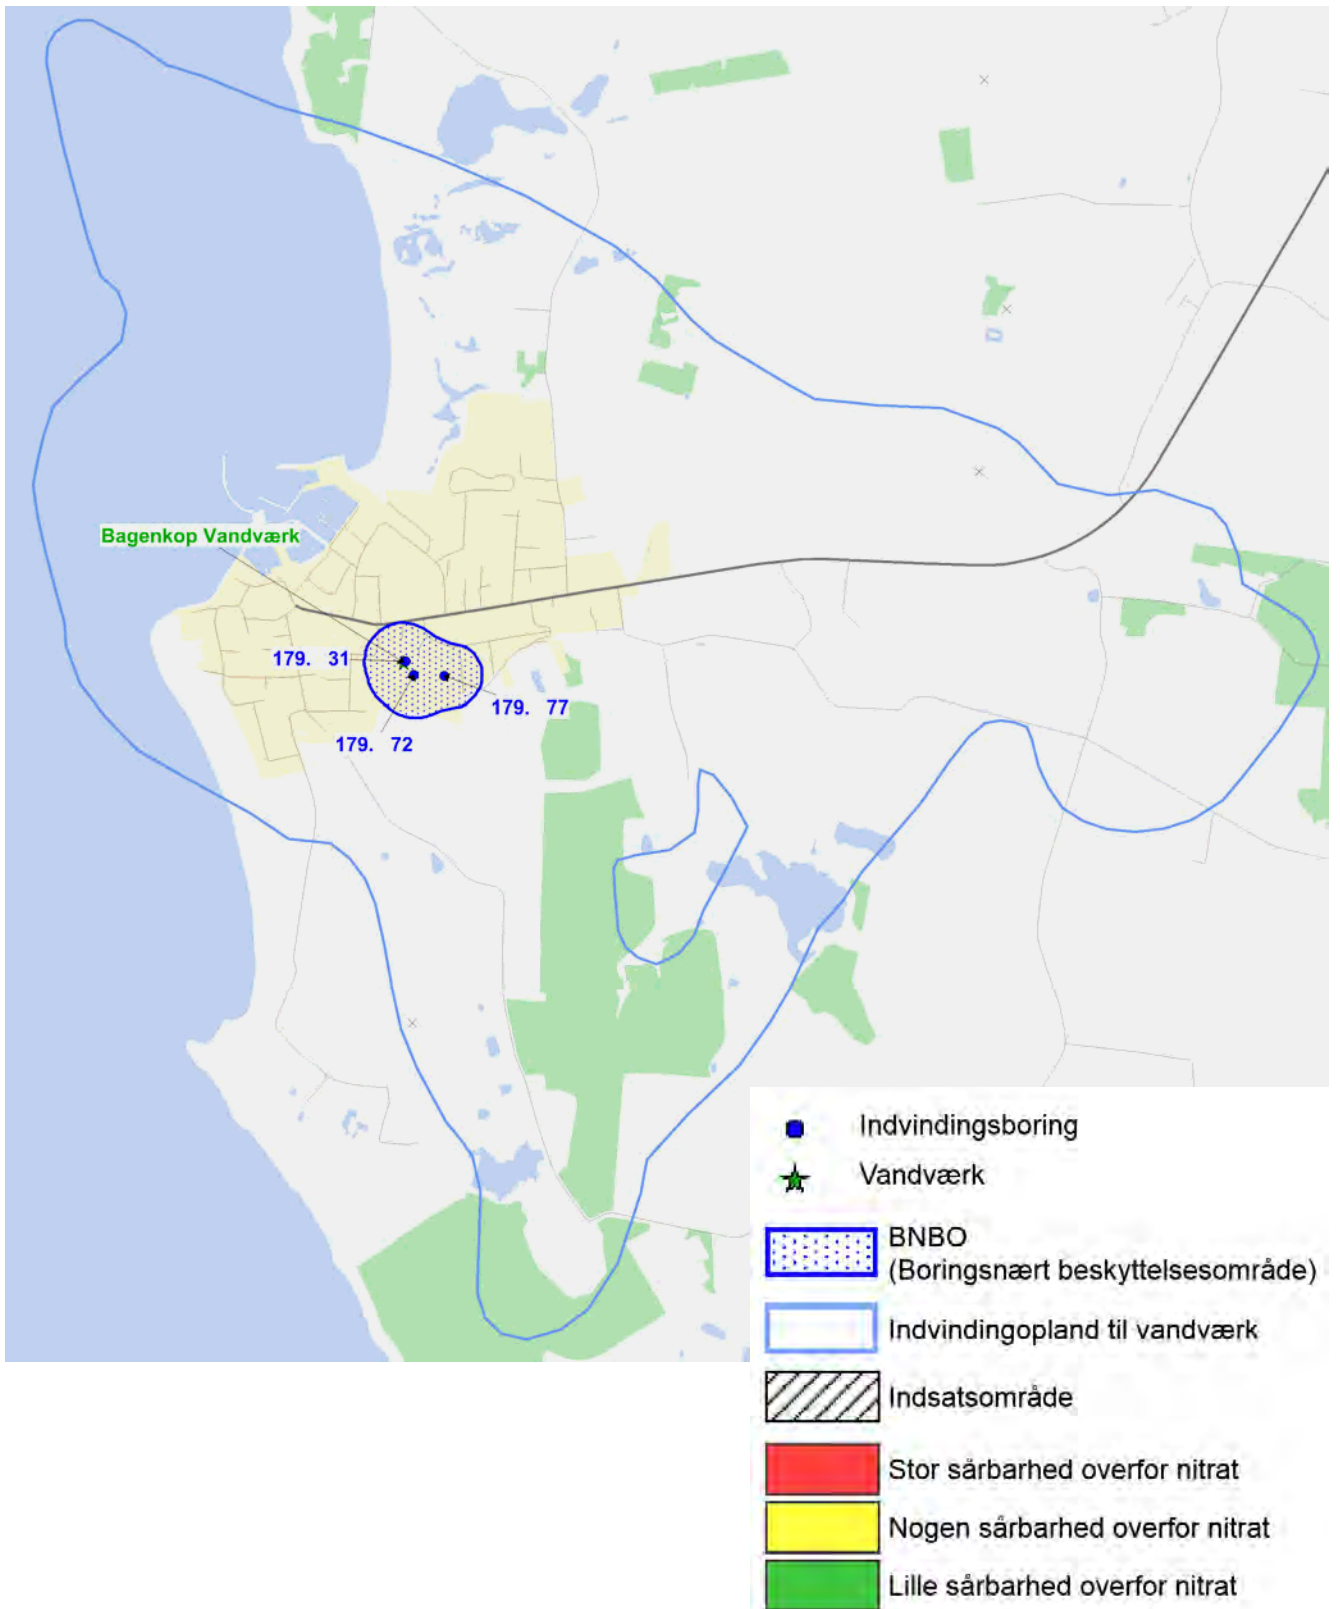 Bagenkop Vandværk
179. 31
179. 77
179. 72
Indvindingsboring
Vandværk
BNBO
(Boringsnært beskyttelsesområde)
Indvindingopland til vandværk
Indsatsområde
Stor sårbarhed overfor nitrat
Nogen sårbarhed overfor nitrat
Lille sårbarhed overfor nitrat